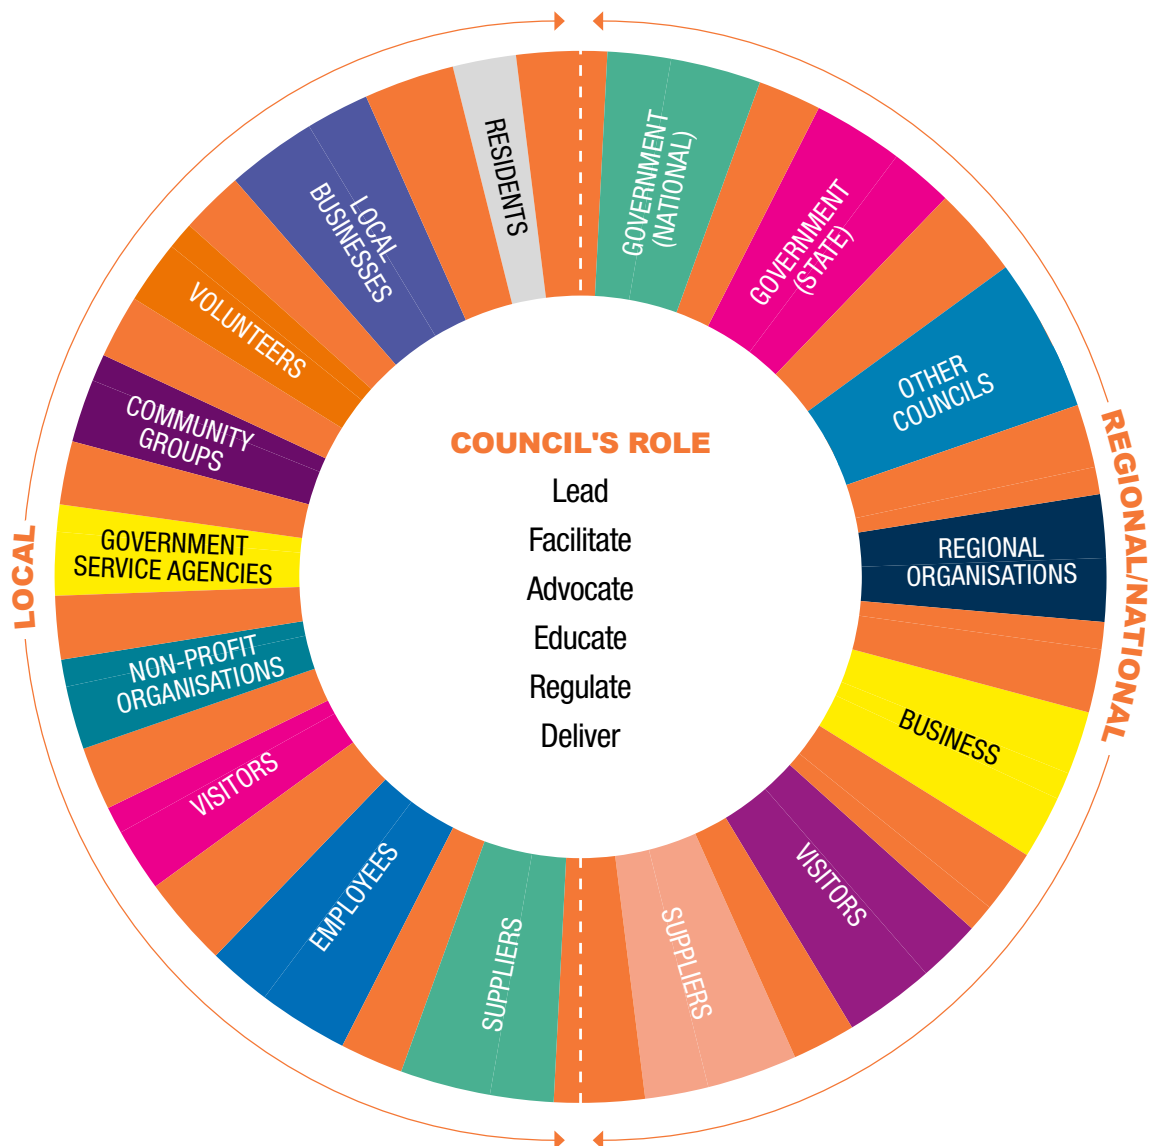 COUNCIL'S ROLE
Lead
Facilitate
Advocate
Educate
Regulate
Deliver
LOCAL
RESIDENTS
LOCAL
BUSINESSES
VOLUNTEERS
COMMUNITY
GROUPS
GOVERNMENT
SERVICE AGENCIES
NON-PROFIT
ORGANISATIONS
VISITORS
EMPLOYEES
SUPPLIERS
REGIONAL/NATIONAL
GOVERNMENT
(NATIONAL)
GOVERNMENT
(STATE)
OTHER
COUNCILS
REGIONAL
ORGANISATIONS
BUSINESS
VISITORS
SUPPLIERS